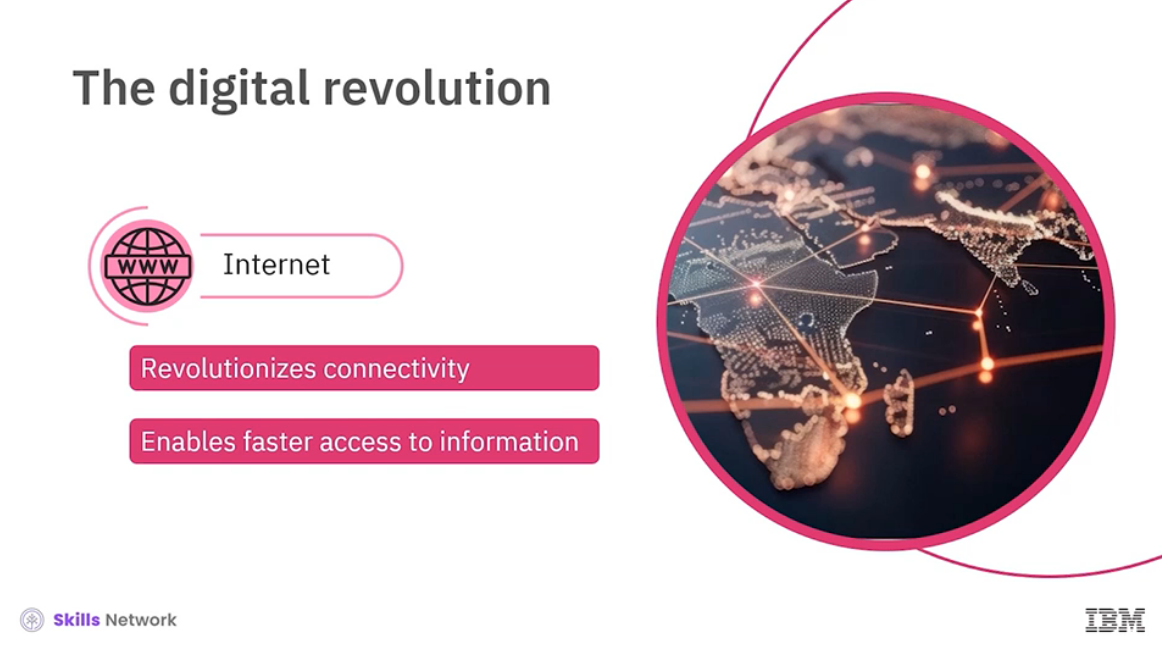 The digital revolution
WWW
Internet
Revolutionizes connectivity
Enables faster access to information
Skills Network
IBM